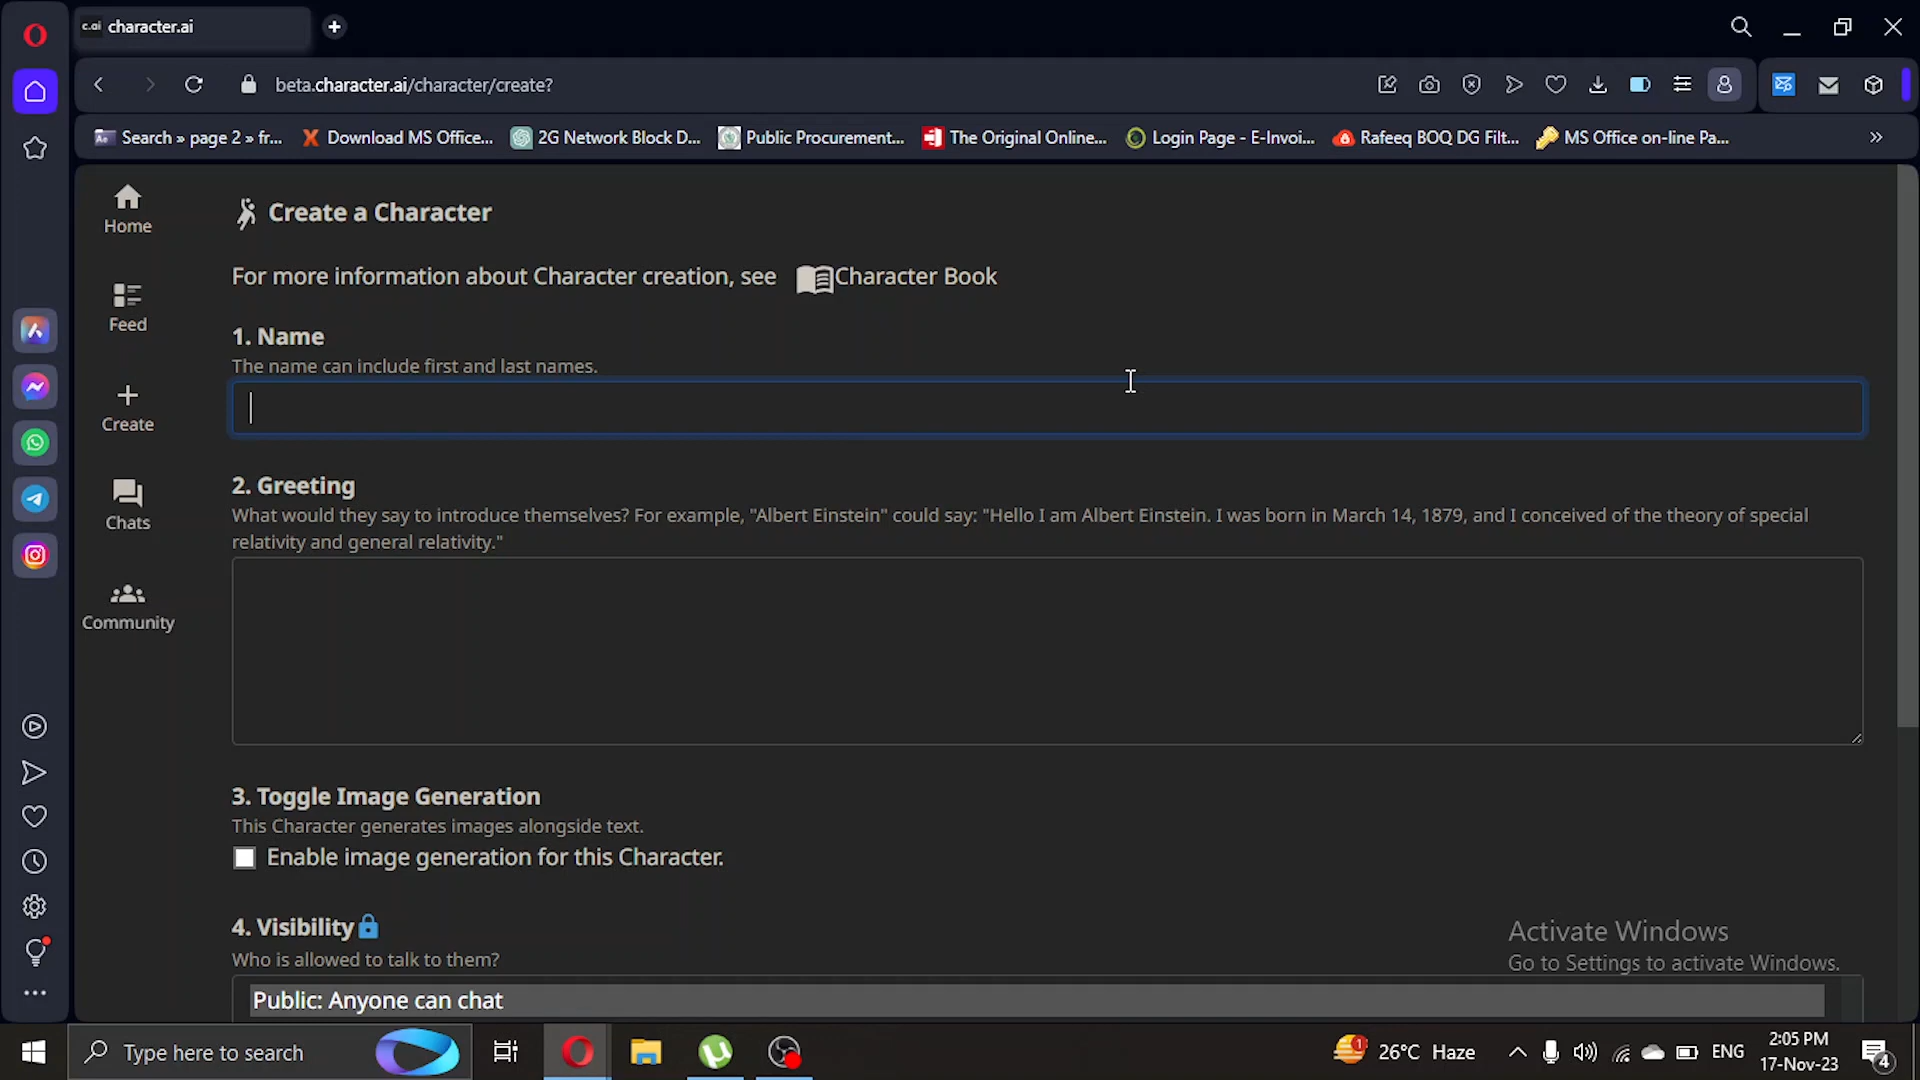 c.ai character.ai
beta.character.ai/character/create?
Search » page 2 » fr...
Download MS Office...
2G Network Block D...
Public Procurement...
The Original Online...
Login Page - E-Invoi...
Rafeeq BOQ DG Filt...
MS Office on-line Pa...
Home
Feed
Create
Chats
Community
Create a Character
For more information about Character creation, see Character Book
1. Name
The name can include first and last names.
2. Greeting
What would they say to introduce themselves? For example, "Albert Einstein" could say: "Hello I am Albert Einstein. I was born in March 14, 1879, and I conceived of the theory of special
relativity and general relativity."
3. Toggle Image Generation
This Character generates images alongside text.
Enable image generation for this Character.
4. Visibility
Who is allowed to talk to them?
Public: Anyone can chat
Activate Windows
Go to Settings to activate Windows.
Type here to search
1
26°C Haze
ENG
2:05 PM
17-Nov-23
4